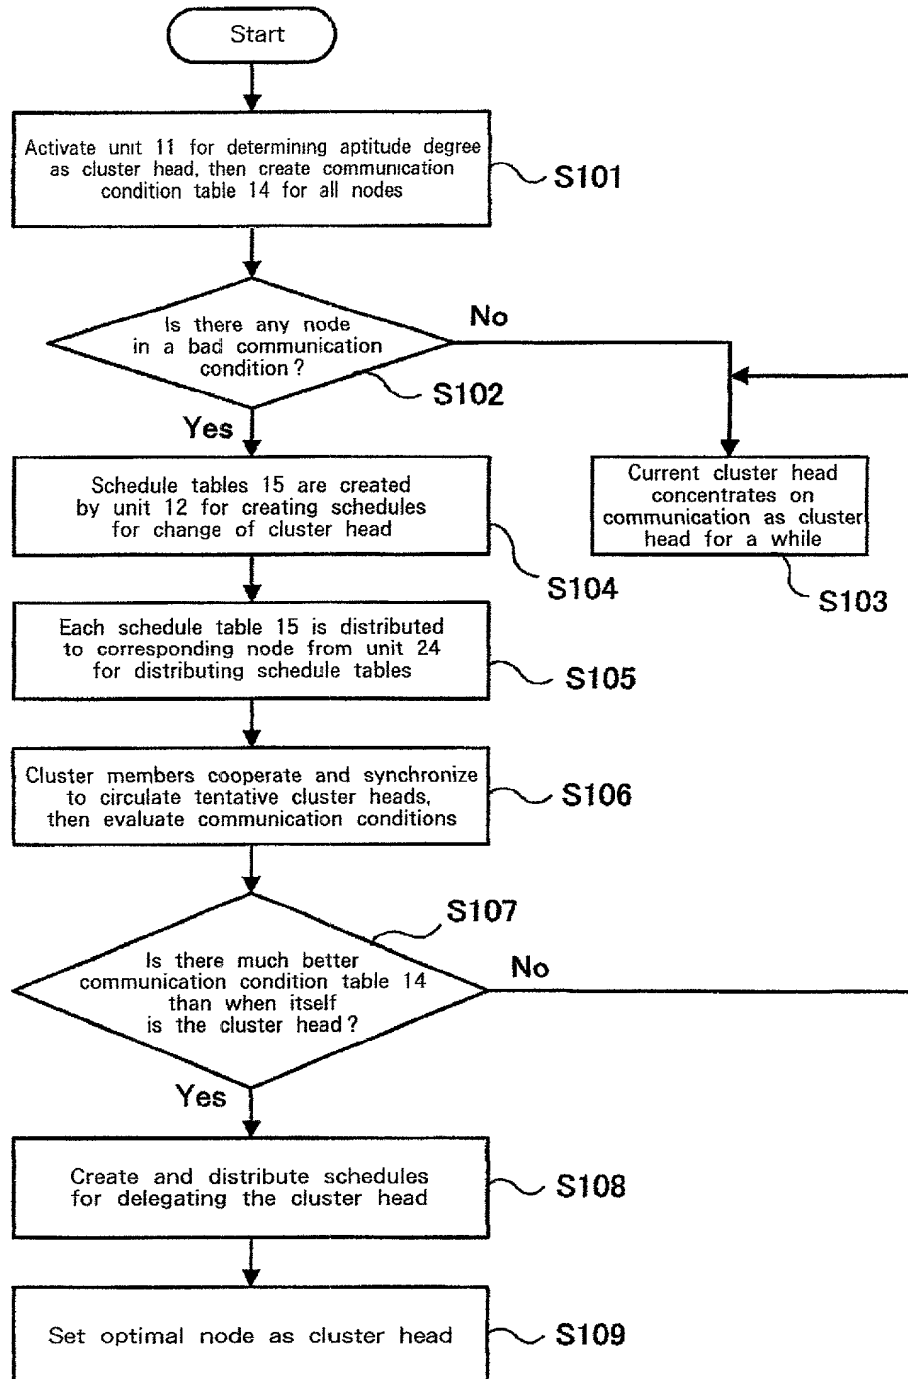 Start
Activate unit 11 for determining aptitude degree
as cluster head, then create communication
condition table 14 for all nodes
S101
Is there any node
in a bad communication
condition ?
No
S102
Yes
Schedule tables 15 are created
by unit 12 for creating schedules
for change of cluster head
S104
Current cluster head
concentrates on
communication as cluster
head for a while
S103
Each schedule table 15 is distributed
to corresponding node from unit 24
for distributing schedule tables
S105
Cluster members cooperate and synchronize
to circulate tentative cluster heads,
then evaluate communication conditions
S106
S107
Is there much better
communication condition table 14
than when itself
is the cluster head ?
No
Yes
Create and distribute schedules
for delegating the cluster head
S108
Set optimal node as cluster head
S109